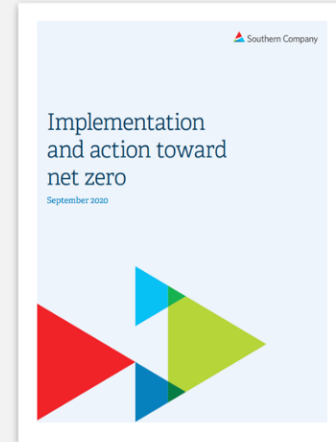 Southern Company
Implementation
and action toward
net zero
September 2020